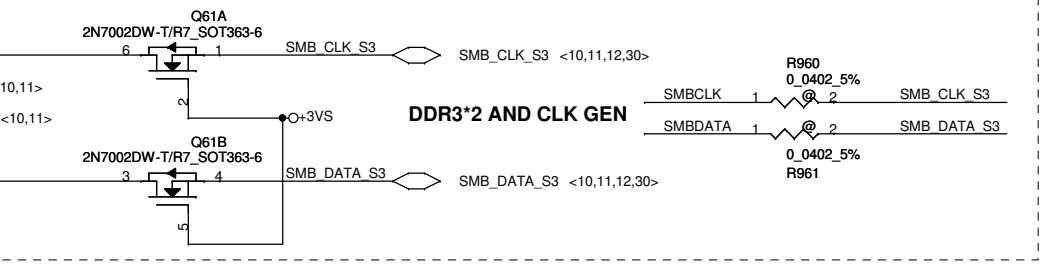 Q61A
2N7002DW-T/R7_SOT363-6
6
1
SMB_CLK_S3
SMB_CLK_S3 <10,11,12,30>
2
10,11>
<10,11>
+3VS
DDR3*2 AND CLK GEN
R960
0_0402_5%
SMBCLK
1
@
2
SMB_CLK_S3
SMBDATA
1
@
2
SMB_DATA_S3
0_0402_5%
R961
Q61B
2N7002DW-T/R7_SOT363-6
3
4
SMB_DATA_S3
SMB_DATA_S3 <10,11,12,30>
5